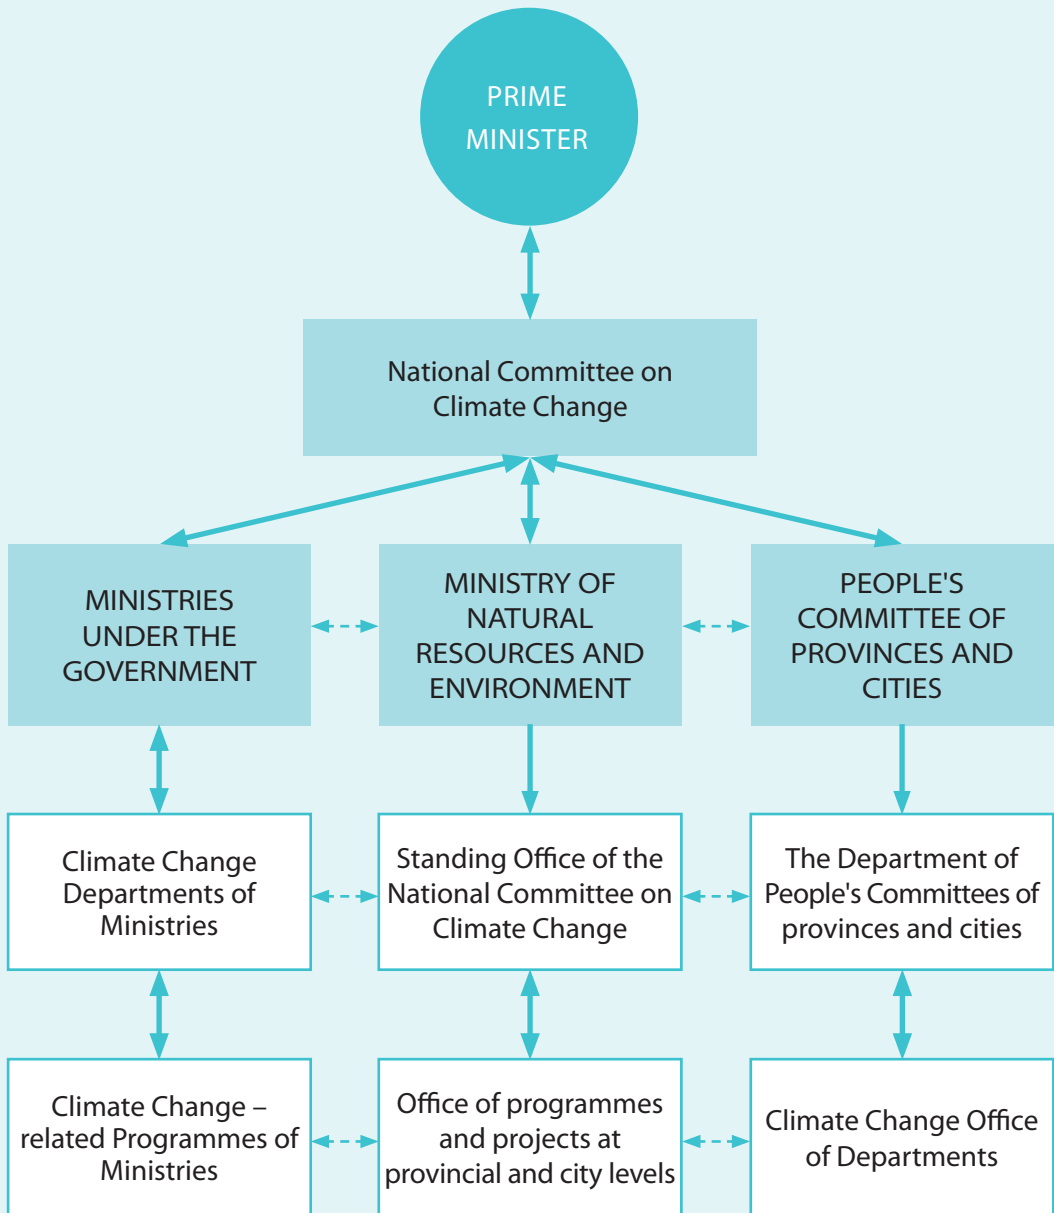 PRIME
MINISTER
National Committee on
Climate Change
MINISTRIES
UNDER THE
GOVERNMENT
MINISTRY OF
NATURAL
RESOURCES AND
ENVIRONMENT
PEOPLE'S
COMMITTEE OF
PROVINCES AND
CITIES
Climate Change
Departments of
Ministries
Standing Office of the
National Committee on
Climate Change
The Department of
People's Committees of
provinces and cities
Climate Change –
related Programmes of
Ministries
Office of programmes
and projects at
provincial and city levels
Climate Change Office
of Departments